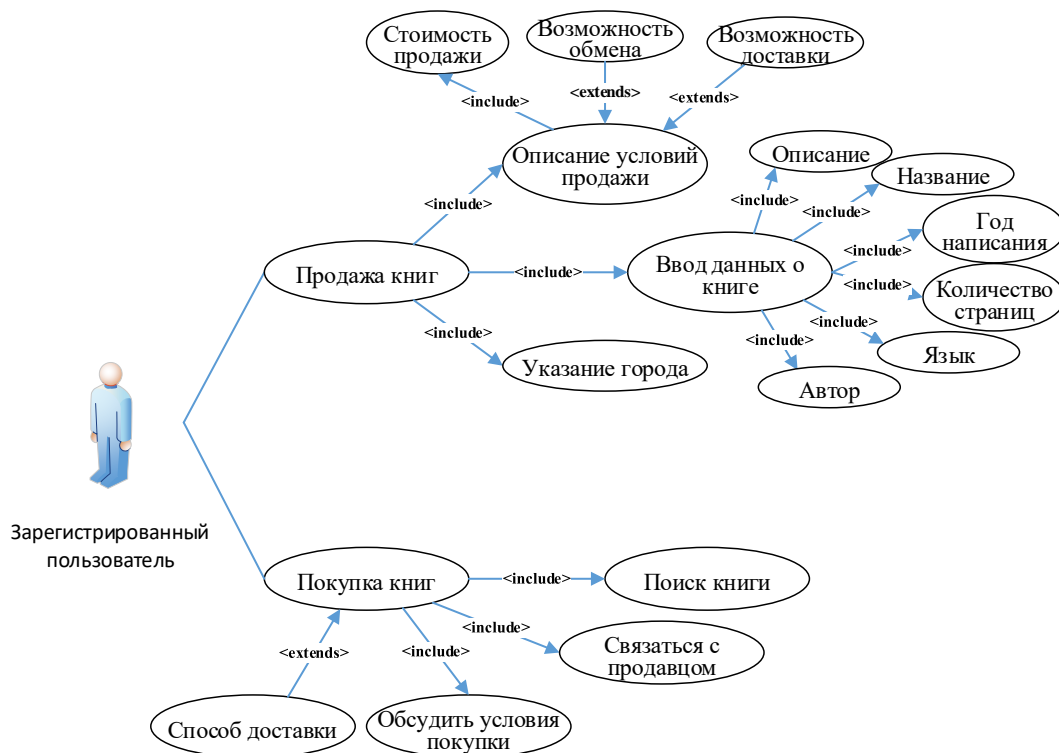 Стоимость
продажи
Возможность
обмена
Возможность
доставки
<include>
<extends>
<extends>
Описание условий
продажи
Описание
Название
<include>
<include>
<include>
Год
написания
<include>
Продажа книг
<include>
Ввод данных о
книге
<include>
Количество
страниц
<include>
<include>
<include>
Указание города
Язык
Автор
Зарегистрированный
пользователь
Покупка книг
<include>
Поиск книги
<extends>
<include>
<include>
Связаться с
продавцом
Способ доставки
Обсудить условия
покупки